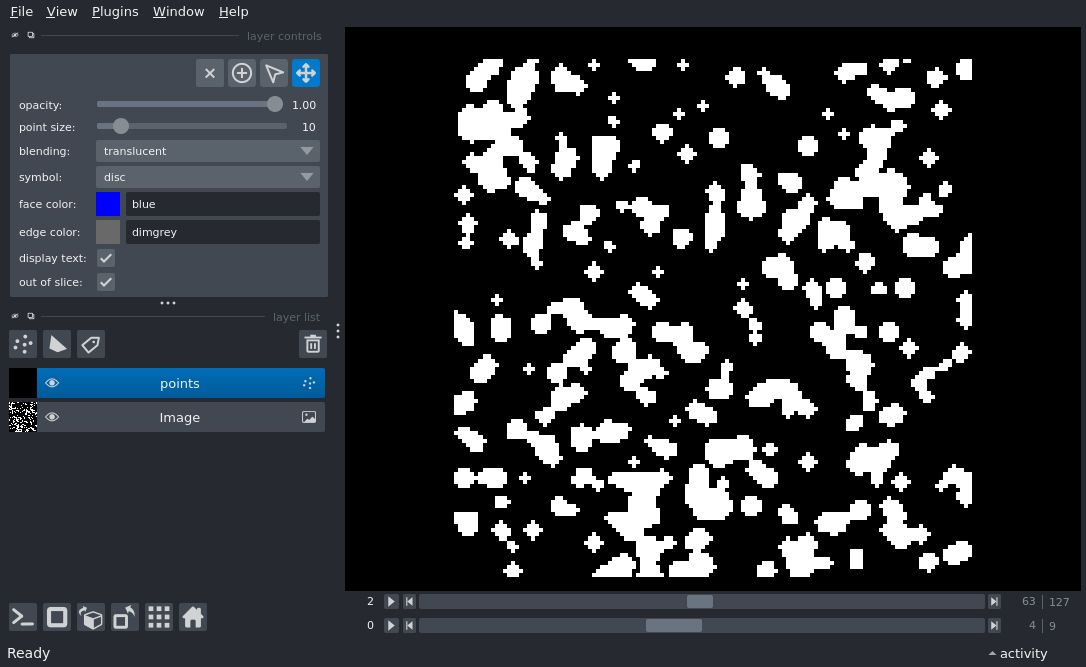 File View Plugins Window Help
layer controls
opacity: 1.00
point size: 10
blending: translucent
symbol: disc
face color: blue
edge color: dimgrey
display text:
out of slice:
layer list
points
Image
2 63 | 127
0 4 | 9
Ready activity